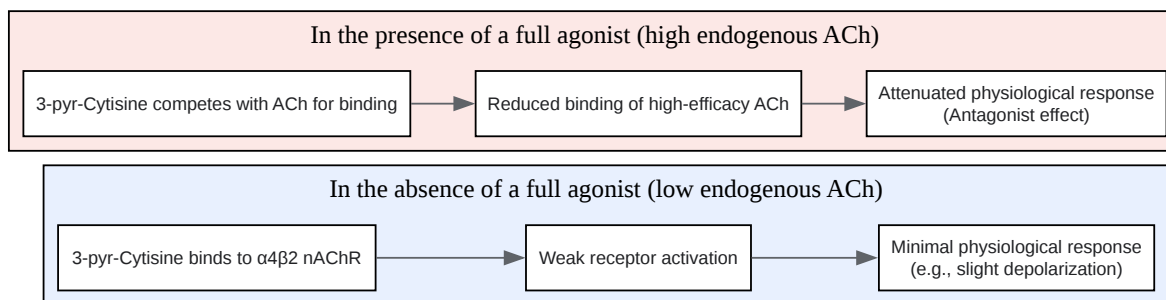 In the presence of a full agonist (high endogenous ACh)
3-pyr-Cytisine competes with ACh for binding
Reduced binding of high-efficacy ACh
Attenuated physiological response
(Antagonist effect)
In the absence of a full agonist (low endogenous ACh)
3-pyr-Cytisine binds to α4β2 nAChR
Weak receptor activation
Minimal physiological response
(e.g., slight depolarization)